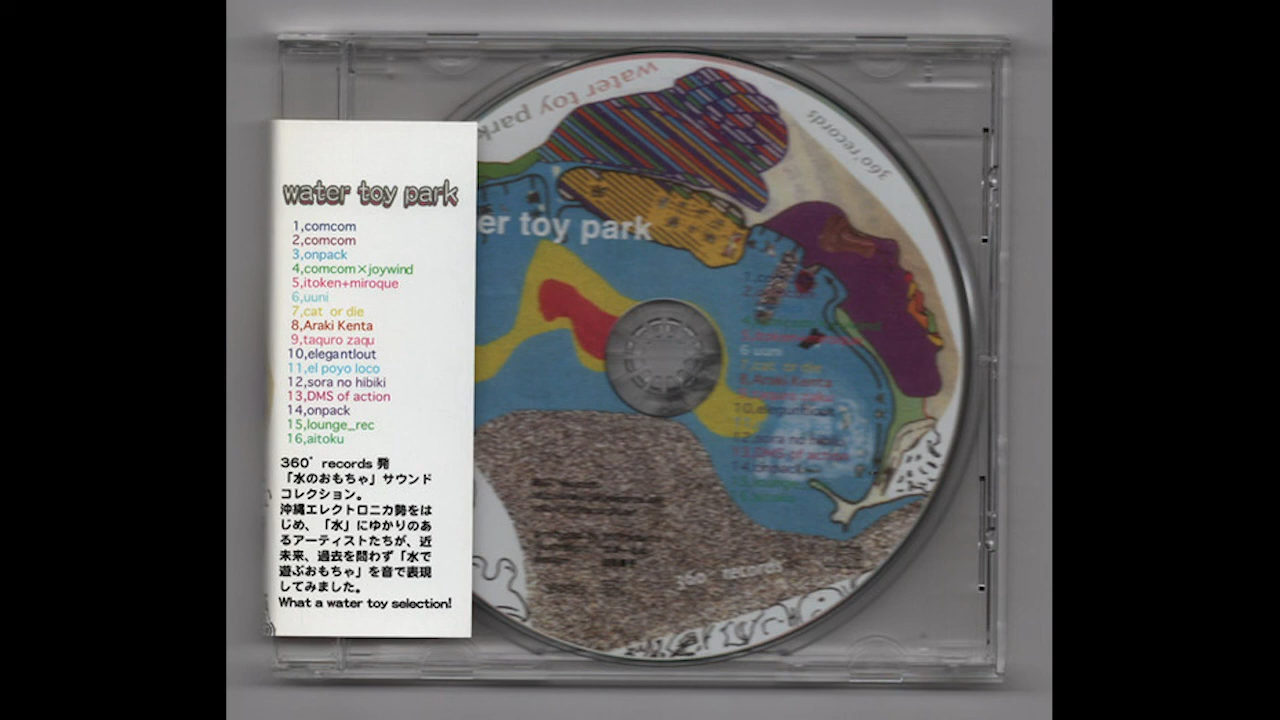 water toy park
1,comcom
2,comcom
3,onpack
4,comcom×joywind
5,itoken+miroque
6,uuni
7,cat or die
8,Araki Kenta
9,taquro zaqu
10,elegantlout
11,el poyo loco
12,sora no hibiki
13,DMS of action
14,onpack
15,lounge_rec
16,aitoku
360°records 発
「水のおもちゃ」サウンド
コレクション。
沖縄エレクトロニカ勢をは
じめ、「水」にゆかりのあ
るアーティストたちが、近
未来、過去を問わず「水で
遊ぶおもちゃ」を音で表現
してみました。
What a water toy selection!
water toy park
360°records
er toy park
6 uuni
7,cat or die
8,Araki Kenta
12,sora no hibiki
13,DMS of action
14,onpack
360° records